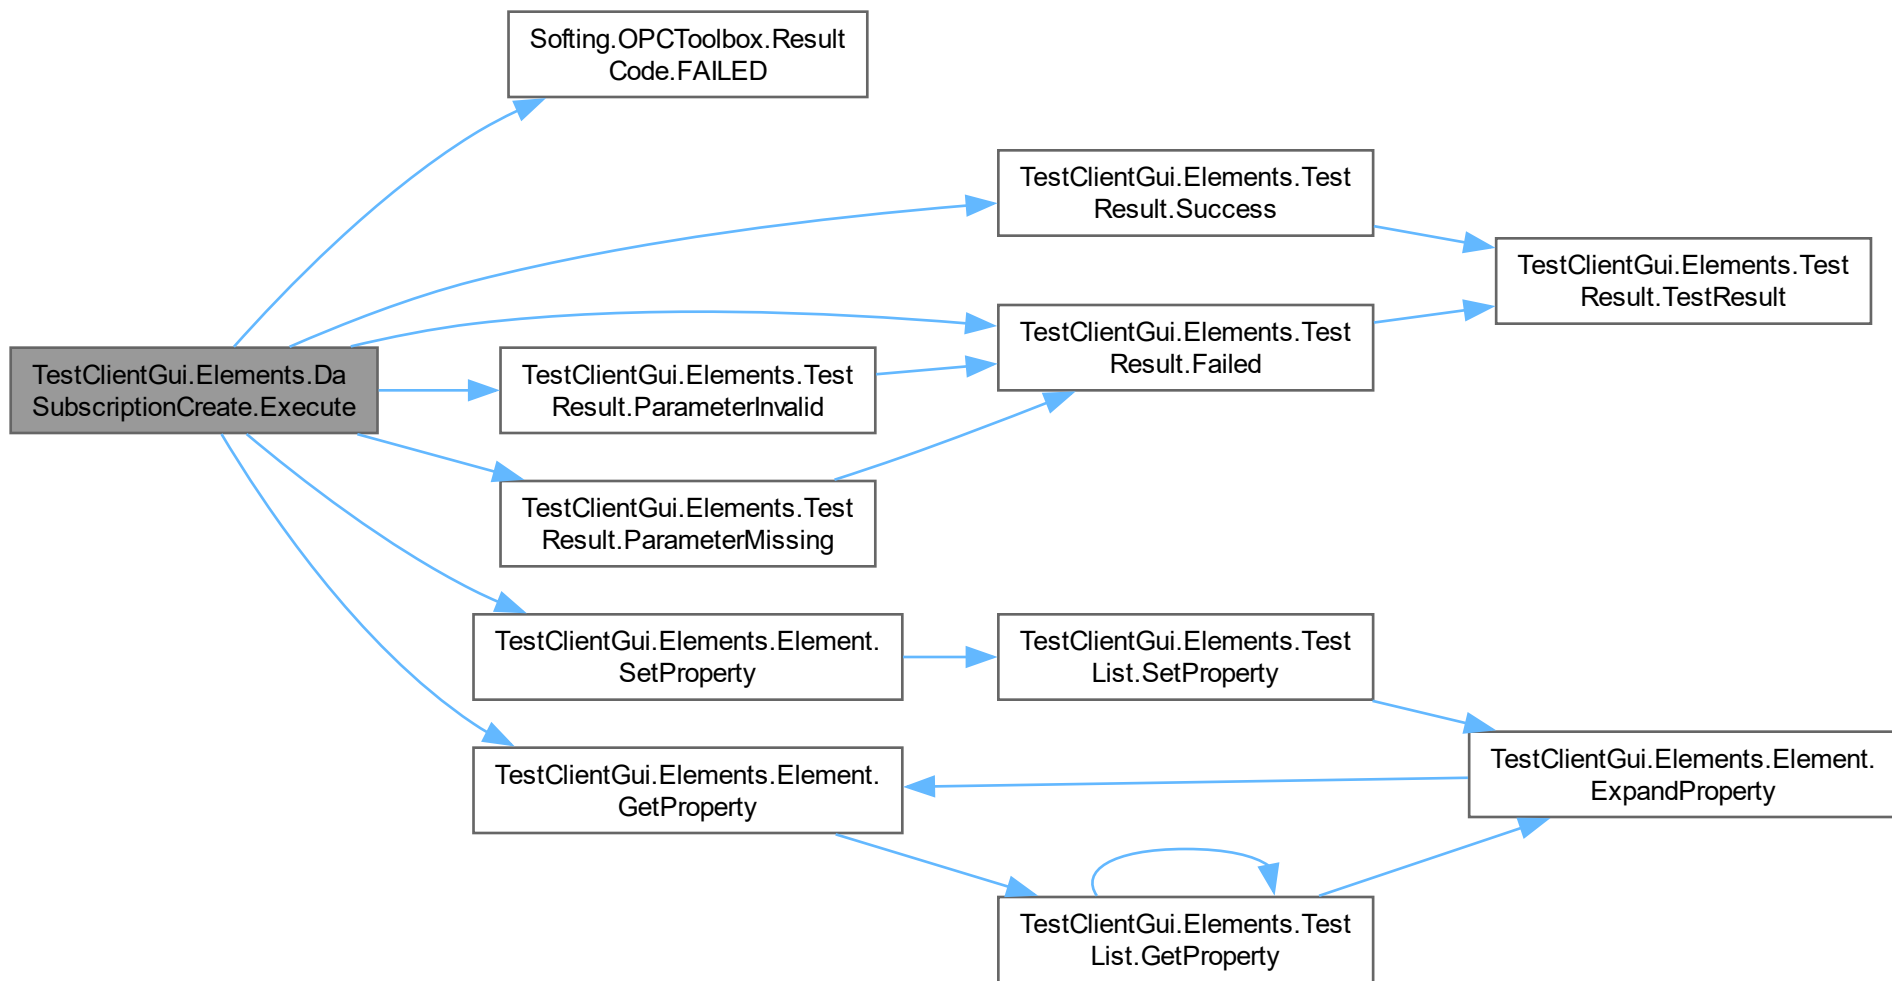 Softing.OPCToolbox.Result
Code.FAILED
TestClientGui.Elements.Test
Result.Success
TestClientGui.Elements.Test
Result.TestResult
TestClientGui.Elements.Test
Result.Failed
TestClientGui.Elements.Da
SubscriptionCreate.Execute
TestClientGui.Elements.Test
Result.ParameterInvalid
TestClientGui.Elements.Test
Result.ParameterMissing
TestClientGui.Elements.Element.
SetProperty
TestClientGui.Elements.Test
List.SetProperty
TestClientGui.Elements.Element.
GetProperty
TestClientGui.Elements.Element.
ExpandProperty
TestClientGui.Elements.Test
List.GetProperty